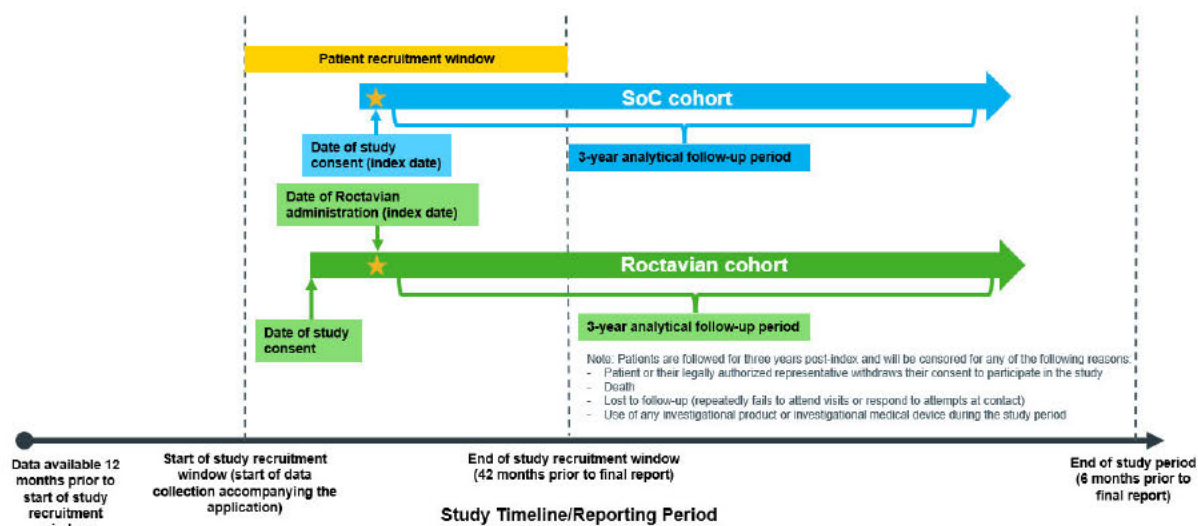 Patient recruitment window
SoC cohort
Date of study
consent (index date)
3-year analytical follow-up period
Date of Roctavian
administration (index date)
Roctavian cohort
Date of study
consent
3-year analytical follow-up period
Note: Patients are followed for three years post-index and will be censored for any of the following reasons:
- Patient or their legally authorized representative withdraws their consent to participate in the study
- Death
- Lost to follow-up (repeatedly fails to attend visits or respond to attempts at contact)
- Use of any investigational product or investigational medical device during the study period
Data available 12
months prior to
start of study
recruitment
Start of study recruitment
window (start of data
collection accompanying the
application)
End of study recruitment window
(42 months prior to final report)
End of study period
(6 months prior to
final report)
Study Timeline/Reporting Period